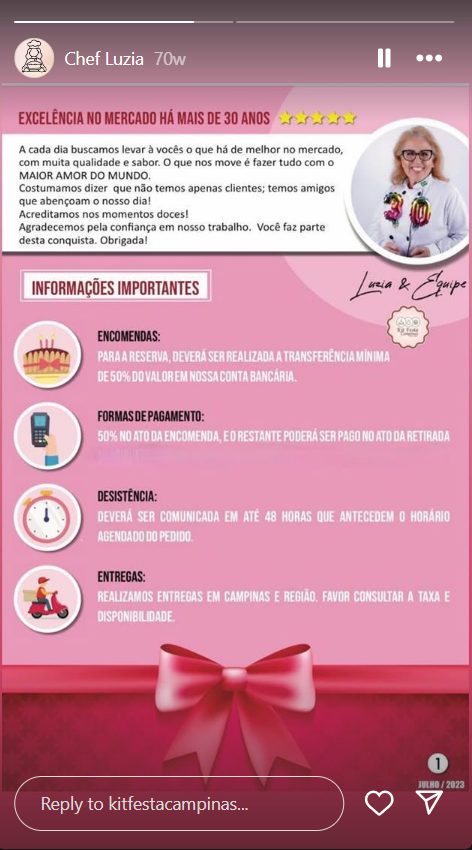 Chef Luzia 70w
EXCELÊNCIA NO MERCADO HÁ MAIS DE 30 ANOS
A cada dia buscamos levar à vocês o que há de melhor no mercado,
com muita qualidade e sabor. O que nos move é fazer tudo com o
MAIOR AMOR DO MUNDO.
Costumamos dizer que não temos apenas clientes; temos amigos
que abençoam o nosso dia!
Acreditamos nos momentos doces!
Agradecemos pela confiança em nosso trabalho. Você faz parte
desta conquista. Obrigada!
30
Luzia & Equipe
INFORMAÇÕES IMPORTANTES
Kit Festa
ENCOMENDAS:
PARA A RESERVA, DEVERÁ SER REALIZADA A TRANSFERÊNCIA MÍNIMA
DE 50% DO VALOR EM NOSSA CONTA BANCÁRIA.
FORMAS DE PAGAMENTO:
50% NO ATO DA ENCOMENDA, E O RESTANTE PODERÁ SER PAGO NO ATO DA RETIRADA
DESISTÊNCIA:
DEVERÁ SER COMUNICADA EM ATÉ 48 HORAS QUE ANTECEDEM O HORÁRIO
AGENDADO DO PEDIDO.
ENTREGAS:
REALIZAMOS ENTREGAS EM CAMPINAS E REGIÃO. FAVOR CONSULTAR A TAXA E
DISPONIBILIDADE.
1
JULHO / 2023
Reply to kitfestacampinas...